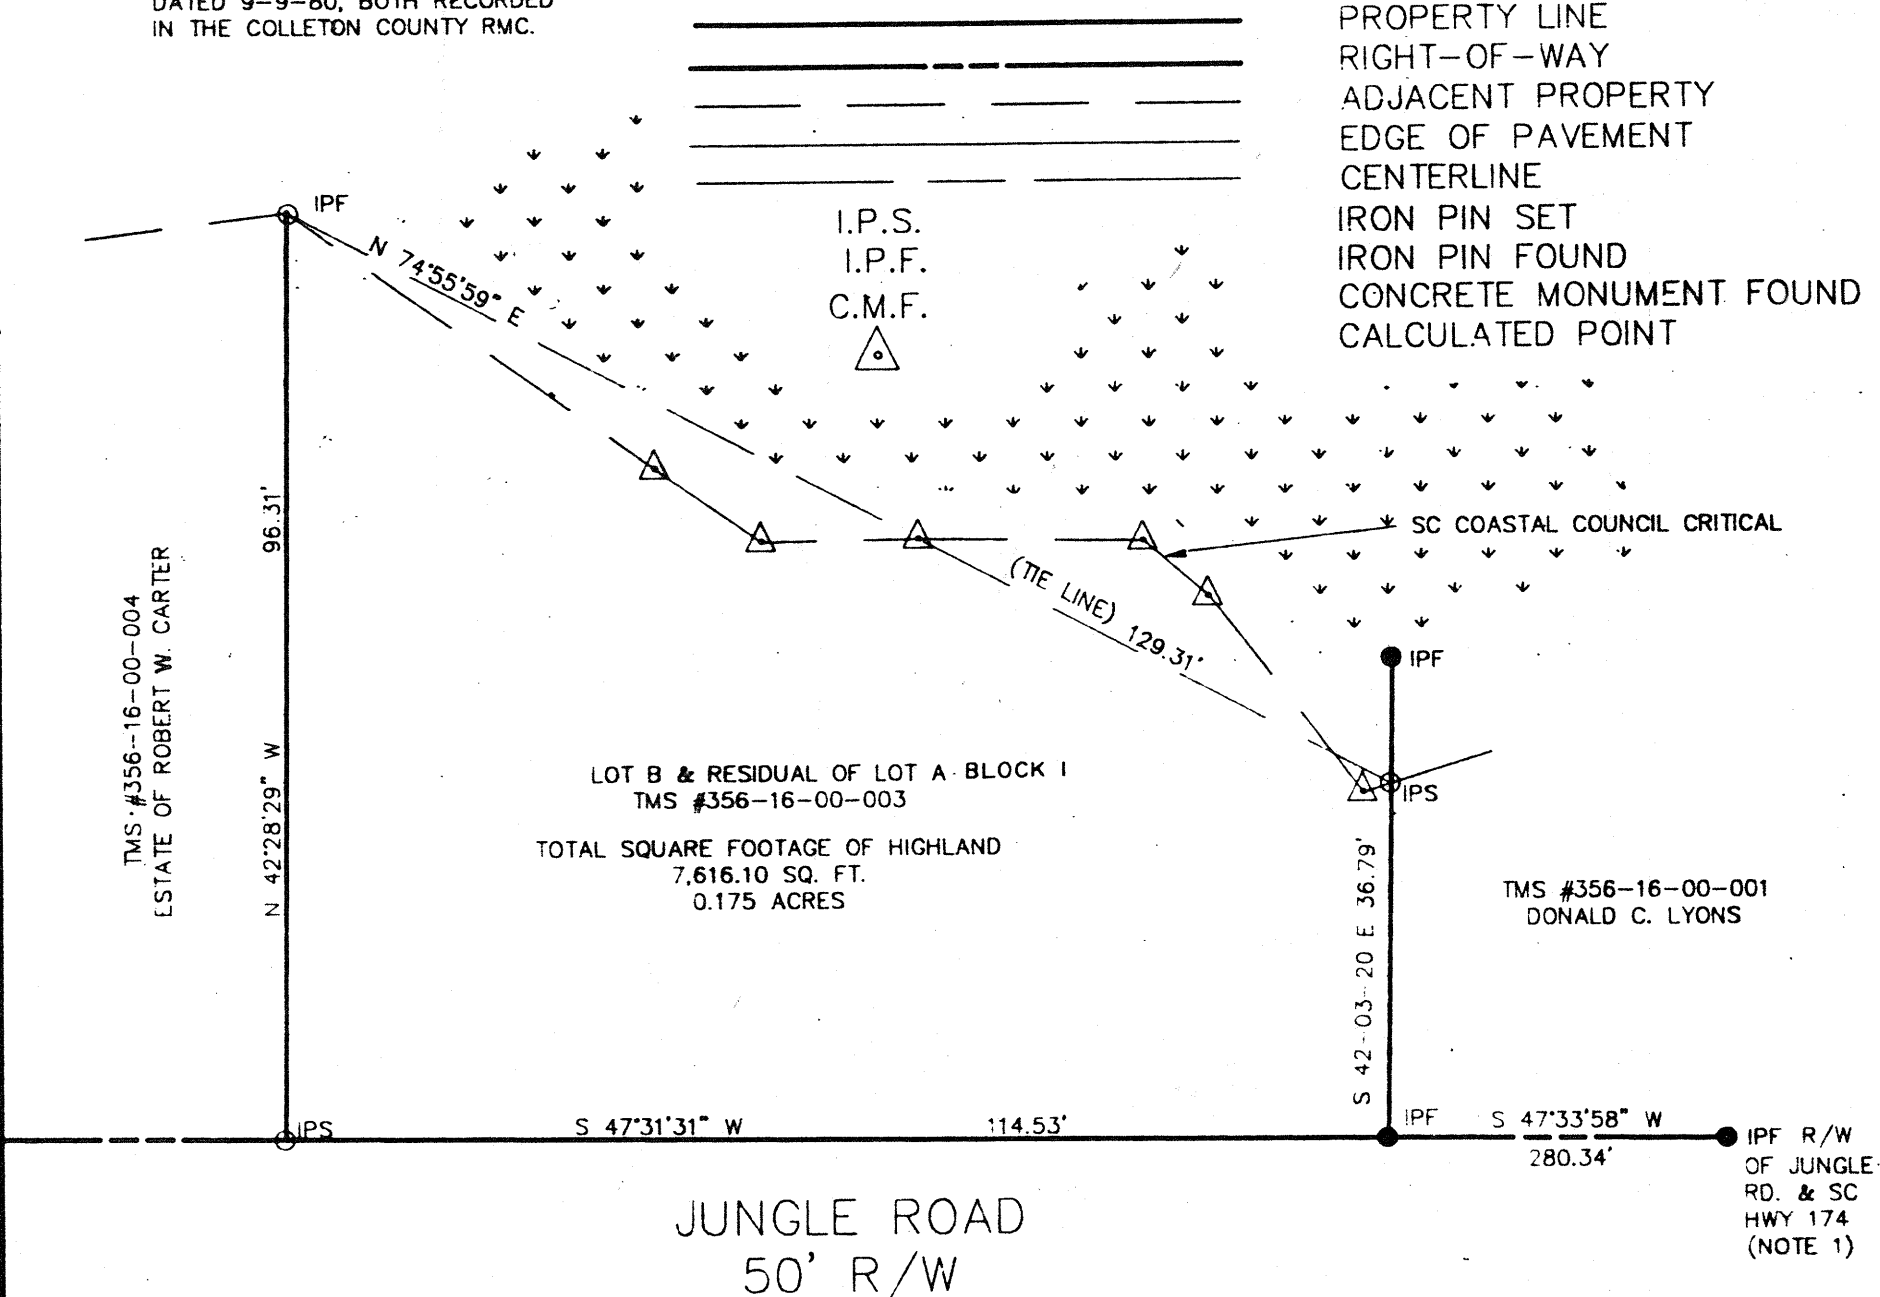 DATED 9-9-80, BOTH RECORDED
IN THE COLLETON COUNTY RMC.
PROPERTY LINE
RIGHT-OF-WAY
ADJACENT PROPERTY
EDGE OF PAVEMENT
CENTERLINE
I.P.S.
IRON PIN SET
I.P.F.
IRON PIN FOUND
C.M.F.
CONCRETE MONUMENT FOUND
CALCULATED POINT
IPF
N 74°55'59" E
SC COASTAL COUNCIL CRITICAL
(TIE LINE) 129.31'
96.31'
N 42°28'29" W
TMS #356-16-00-004
ESTATE OF ROBERT W. CARTER
IPF
IPS
LOT B & RESIDUAL OF LOT A BLOCK I
TMS #356-16-00-003
TOTAL SQUARE FOOTAGE OF HIGHLAND
7,616.10 SQ. FT.
0.175 ACRES
S 42-03-20 E 36.79'
TMS #356-16-00-001
DONALD C. LYONS
IPS
S 47°31'31" W
114.53'
IPF
S 47°33'58" W
280.34'
IPF R/W
OF JUNGLE
RD. & SC
HWY 174
(NOTE 1)
JUNGLE ROAD
50' R/W